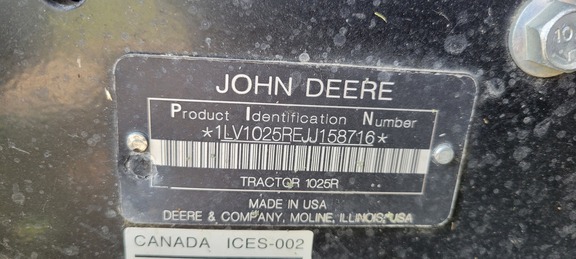 JOHN DEERE
Product Identification Number
*1LV1025REJJ158716*
TRACTOR 1025R
MADE IN USA
DEERE & COMPANY, MOLINE, ILLINOIS, USA
CANADA ICES-002
10